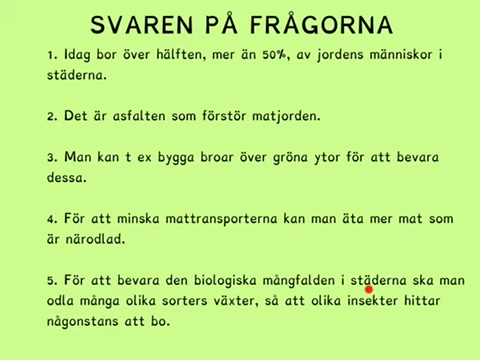 SVAREN PÅ FRÅGORNA
1. Idag bor över hälften, mer än 50%, av jordens människor i
städerna.
2. Det är asfalten som förstör matjorden.
3. Man kan t ex bygga broar över gröna ytor för att bevara
dessa.
4. För att minska mattransporterna kan man äta mer mat som
är närodlad.
5. För att bevara den biologiska mångfalden i städerna ska man
odla många olika sorters växter, så att olika insekter hittar
någonstans att bo.